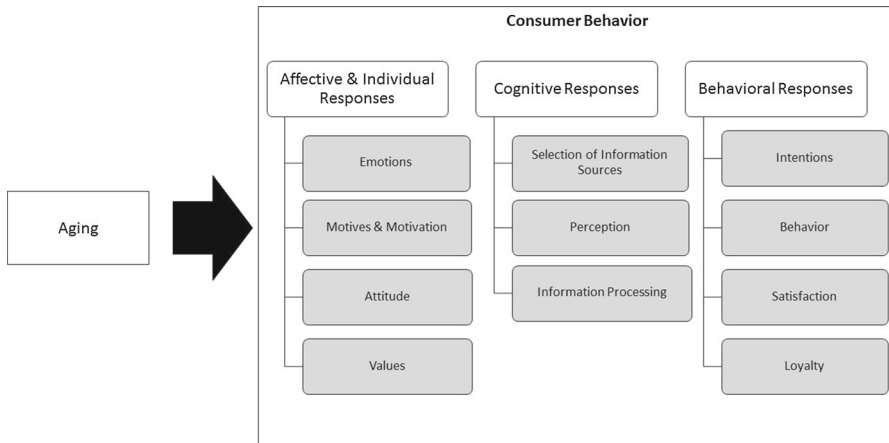 Consumer Behavior
Affective & Individual
Responses
Cognitive Responses
Behavioral Responses
Emotions
Motives & Motivation
Attitude
Values
Selection of Information
Sources
Perception
Information Processing
Intentions
Behavior
Satisfaction
Loyalty
Aging